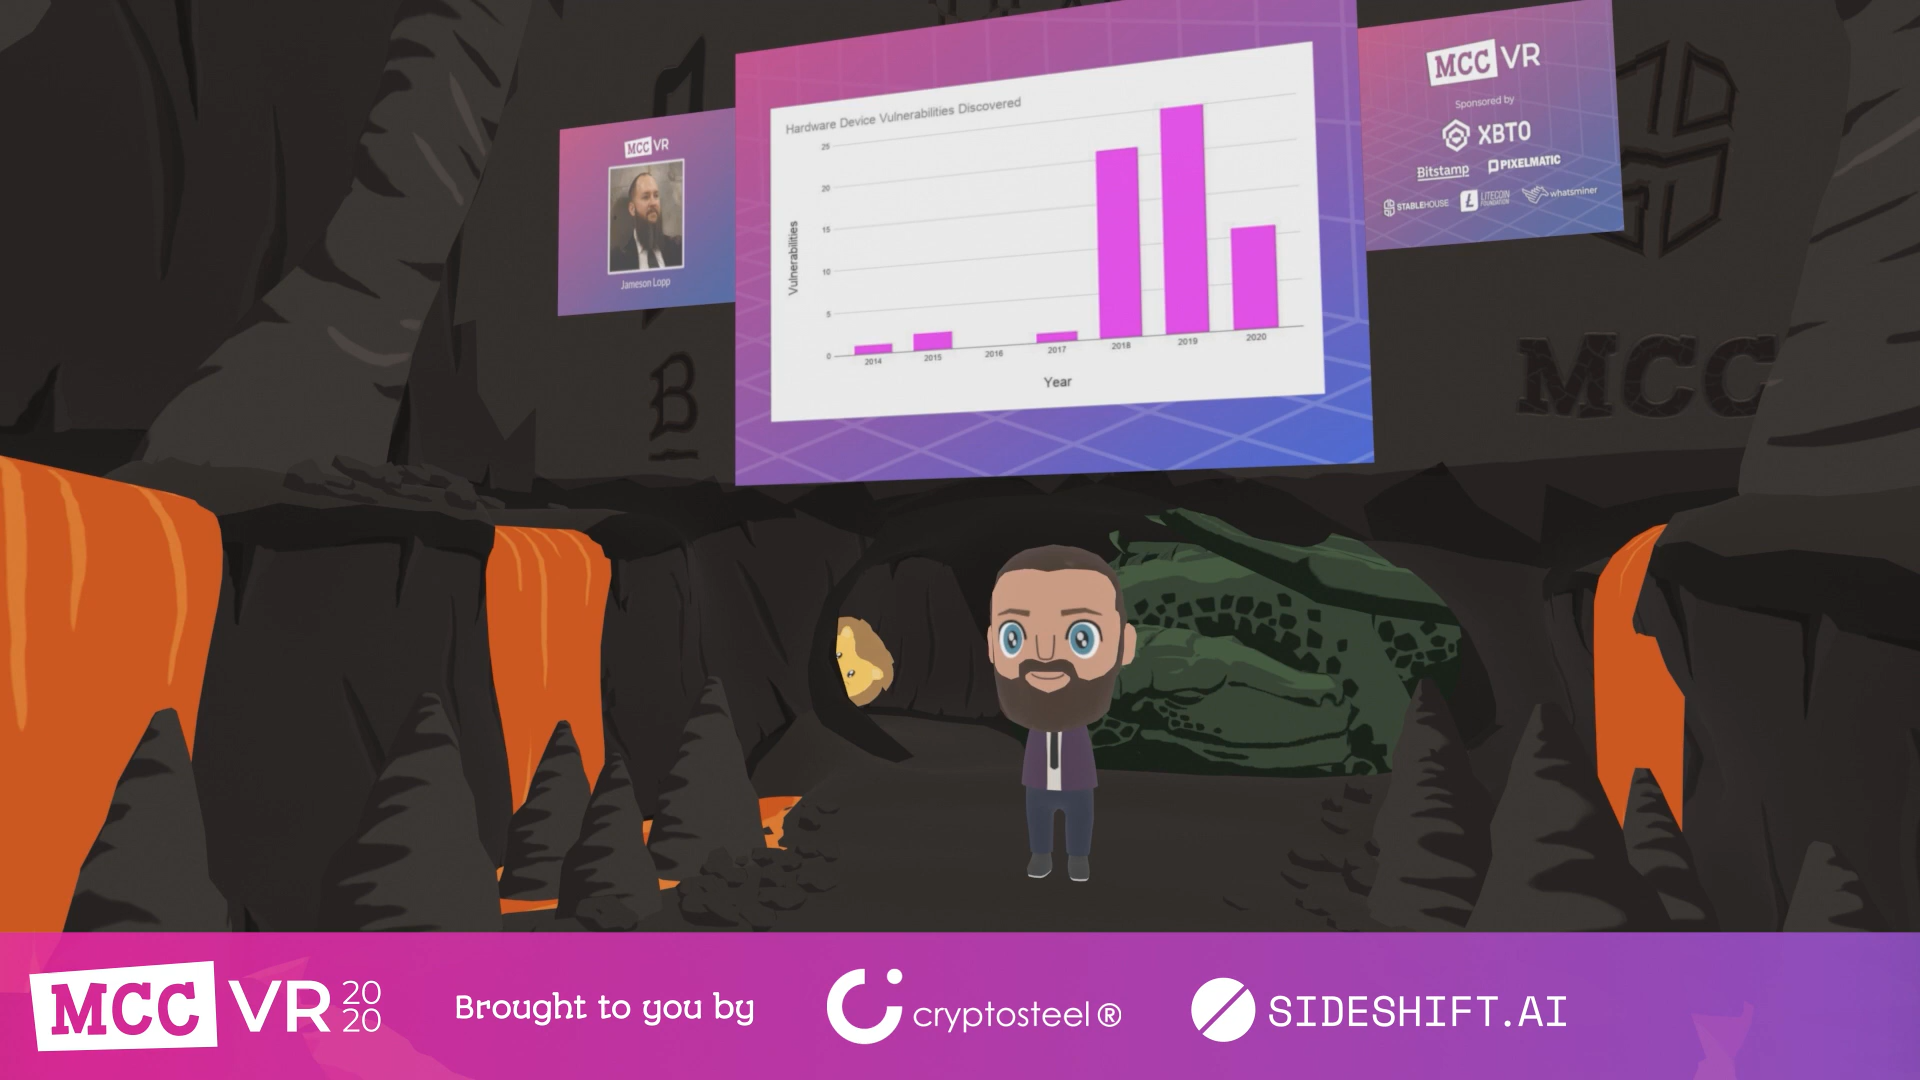 MCC VR
Jameson Lopp
Hardware Device Vulnerabilities Discovered
25
20
15
10
5
0
Vulnerabilities
2014
2015
2016
2017
2018
2019
2020
Year
MCC VR
Sponsored by
XBTO
Bitstamp
PIXELMATIC
STABLEHOUSE
LITECOIN
FOUNDATION
whatsminer
B
MCC
MCC VR 20
20
Brought to you by
cryptosteel ®
SIDESHIFT.AI